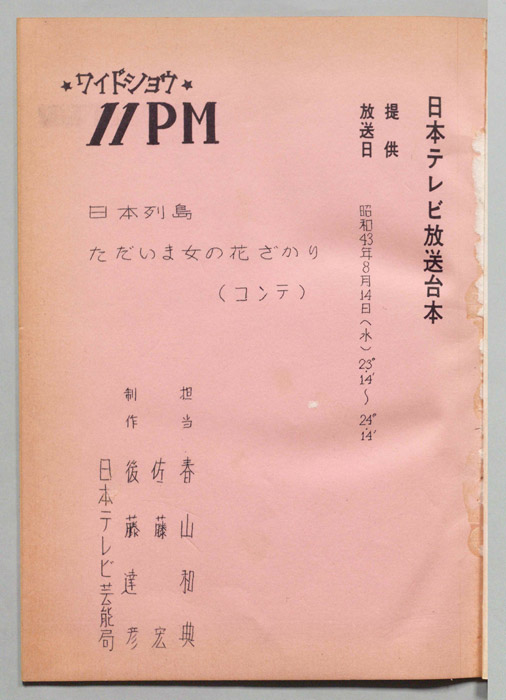 日本テレビ放送台本
提供
放送日 昭和43年8月14日(水)23°14'〜24°14'
★ワイドショウ★
11PM
日本列島
ただいま女の花ざかり
(コンテ)
担当 春山和典
佐藤宏
制作 後藤達彦
日本テレビ芸能局